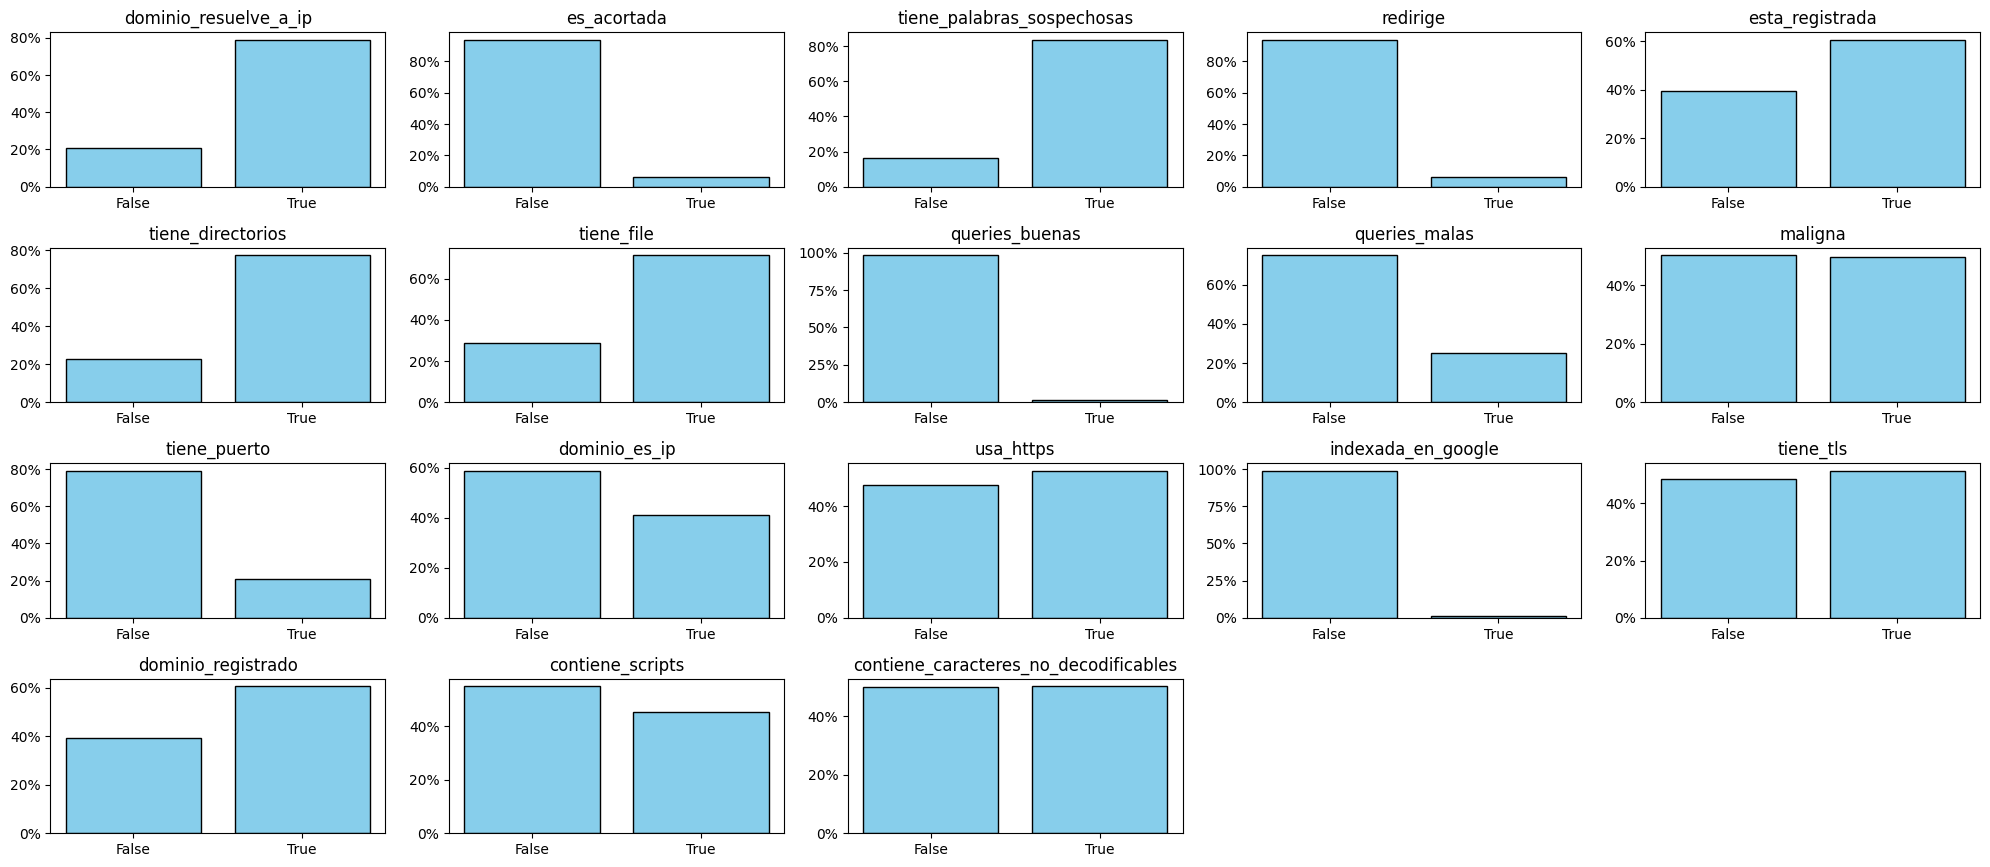 dominio_resuelve_a_ip
80%
60%
40%
20%
0%
False True
es_acortada
80%
60%
40%
20%
0%
False True
tiene_palabras_sospechosas
80%
60%
40%
20%
0%
False True
redirige
80%
60%
40%
20%
0%
False True
esta_registrada
60%
40%
20%
0%
False True
tiene_directorios
80%
60%
40%
20%
0%
False True
tiene_file
60%
40%
20%
0%
False True
queries_buenas
100%
75%
50%
25%
0%
False True
queries_malas
60%
40%
20%
0%
False True
maligna
40%
20%
0%
False True
tiene_puerto
80%
60%
40%
20%
0%
False True
dominio_es_ip
60%
40%
20%
0%
False True
usa_https
40%
20%
0%
False True
indexada_en_google
100%
75%
50%
25%
0%
False True
tiene_tls
40%
20%
0%
False True
dominio_registrado
60%
40%
20%
0%
False True
contiene_scripts
40%
20%
0%
False True
contiene_caracteres_no_decodificables
40%
20%
0%
False True